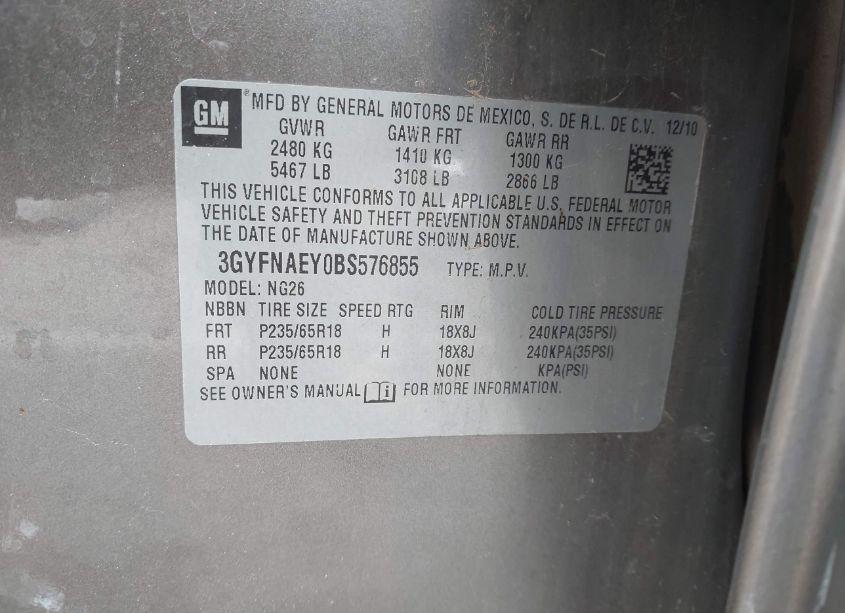 GM ® MFD BY GENERAL MOTORS DE MEXICO, S. DE R.L. DE C.V. 12/10
GVWR GAWR FRT GAWR RR
2480 KG 1410 KG 1300 KG
5467 LB 3108 LB 2866 LB
THIS VEHICLE CONFORMS TO ALL APPLICABLE U.S. FEDERAL MOTOR
VEHICLE SAFETY AND THEFT PREVENTION STANDARDS IN EFFECT ON
THE DATE OF MANUFACTURE SHOWN ABOVE.
3GYFNAEY0BS576855 TYPE: M.P.V.
MODEL: NG26
NBBN TIRE SIZE SPEED RTG RIM COLD TIRE PRESSURE
FRT P235/65R18 H 18X8J 240KPA(35PSI)
RR P235/65R18 H 18X8J 240KPA(35PSI)
SPA NONE NONE KPA(PSI)
SEE OWNER'S MANUAL i FOR MORE INFORMATION.